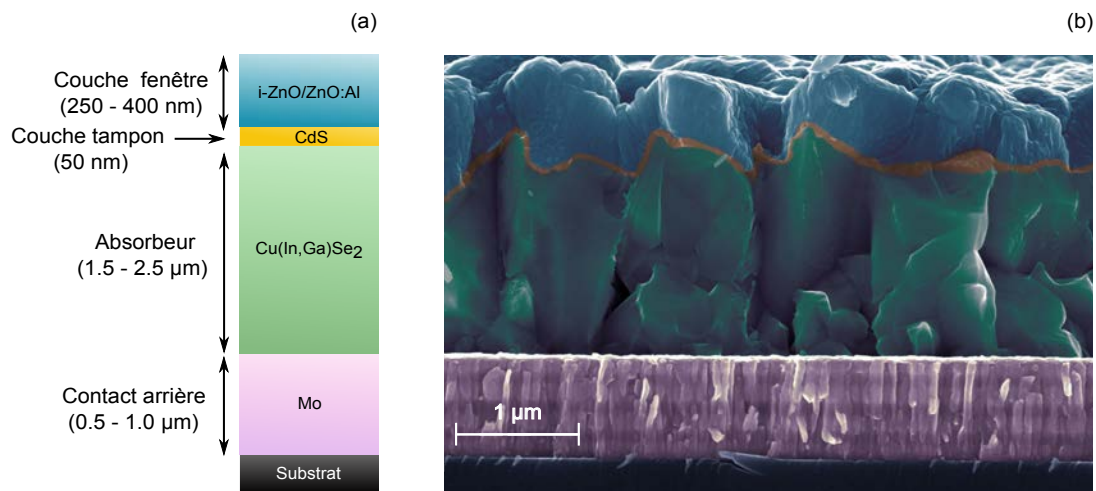 (a)
(b)
Couche fenêtre
(250 - 400 nm)
i-ZnO/ZnO:Al
Couche tampon
(50 nm)
CdS
Absorbeur
(1.5 - 2.5 µm)
Cu(In,Ga)Se2
Contact arrière
(0.5 - 1.0 µm)
Mo
Substrat
1 µm